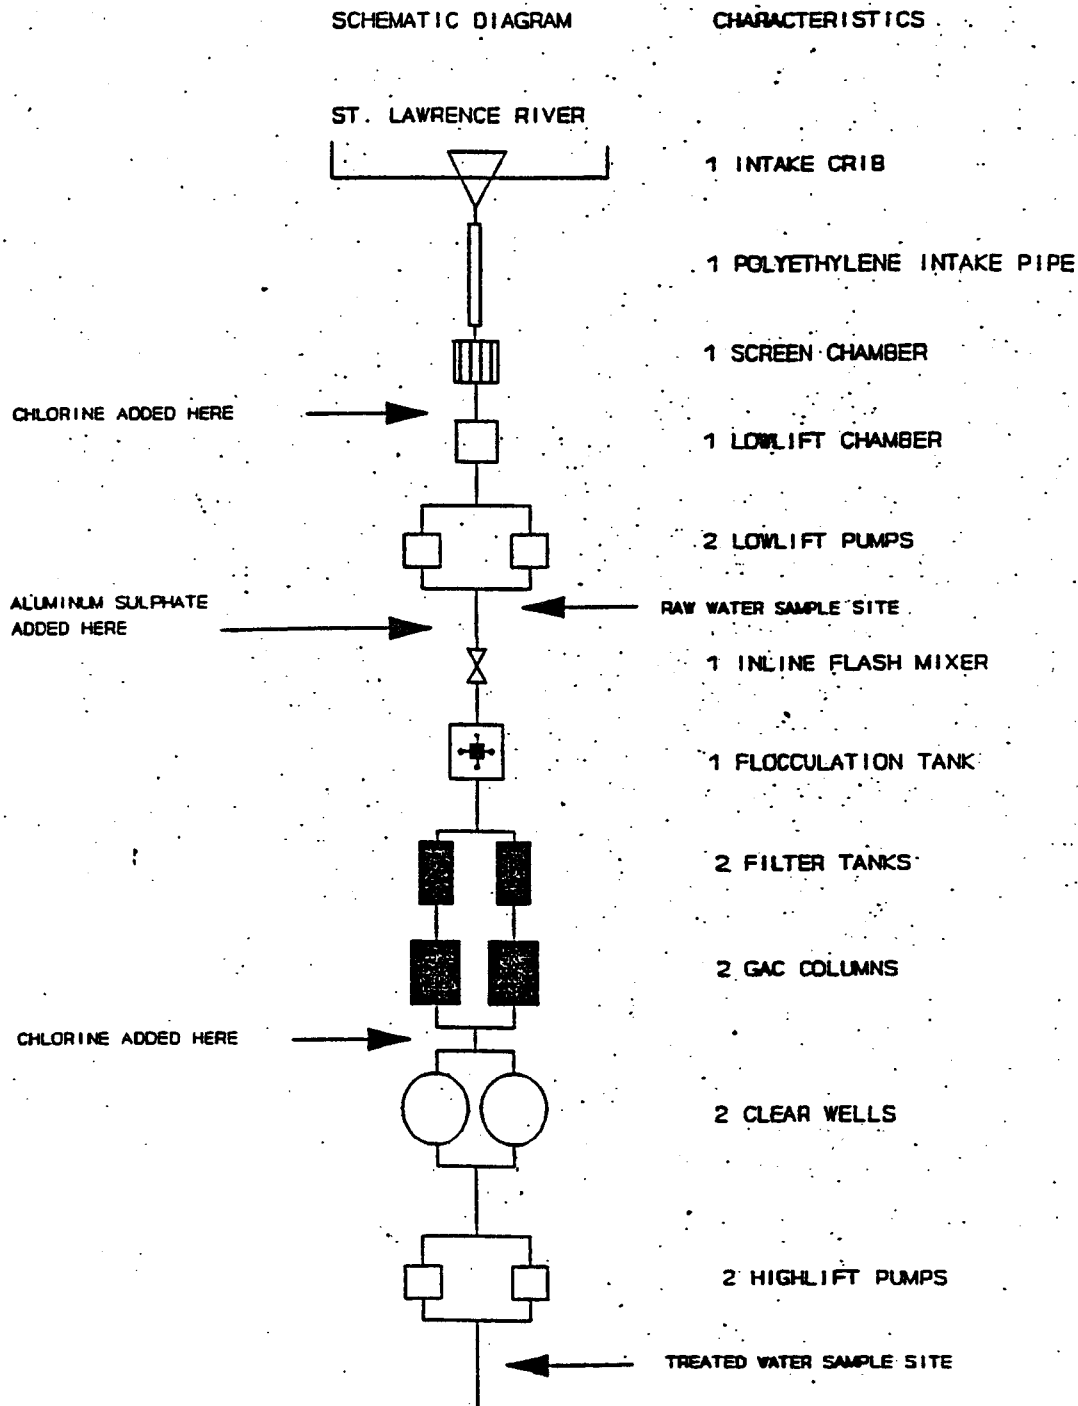 SCHEMATIC DIAGRAM
CHARACTERISTICS
ST. LAWRENCE RIVER
1 INTAKE CRIB
1 POLYETHYLENE INTAKE PIPE
1 SCREEN CHAMBER
CHLORINE ADDED HERE
1 LOWLIFT CHAMBER
2 LOWLIFT PUMPS
ALUMINUM SULPHATE
ADDED HERE
RAW WATER SAMPLE SITE
1 INLINE FLASH MIXER
1 FLOCCULATION TANK
2 FILTER TANKS
2 GAC COLUMNS
CHLORINE ADDED HERE
2 CLEAR WELLS
2 HIGHLIFT PUMPS
TREATED WATER SAMPLE SITE